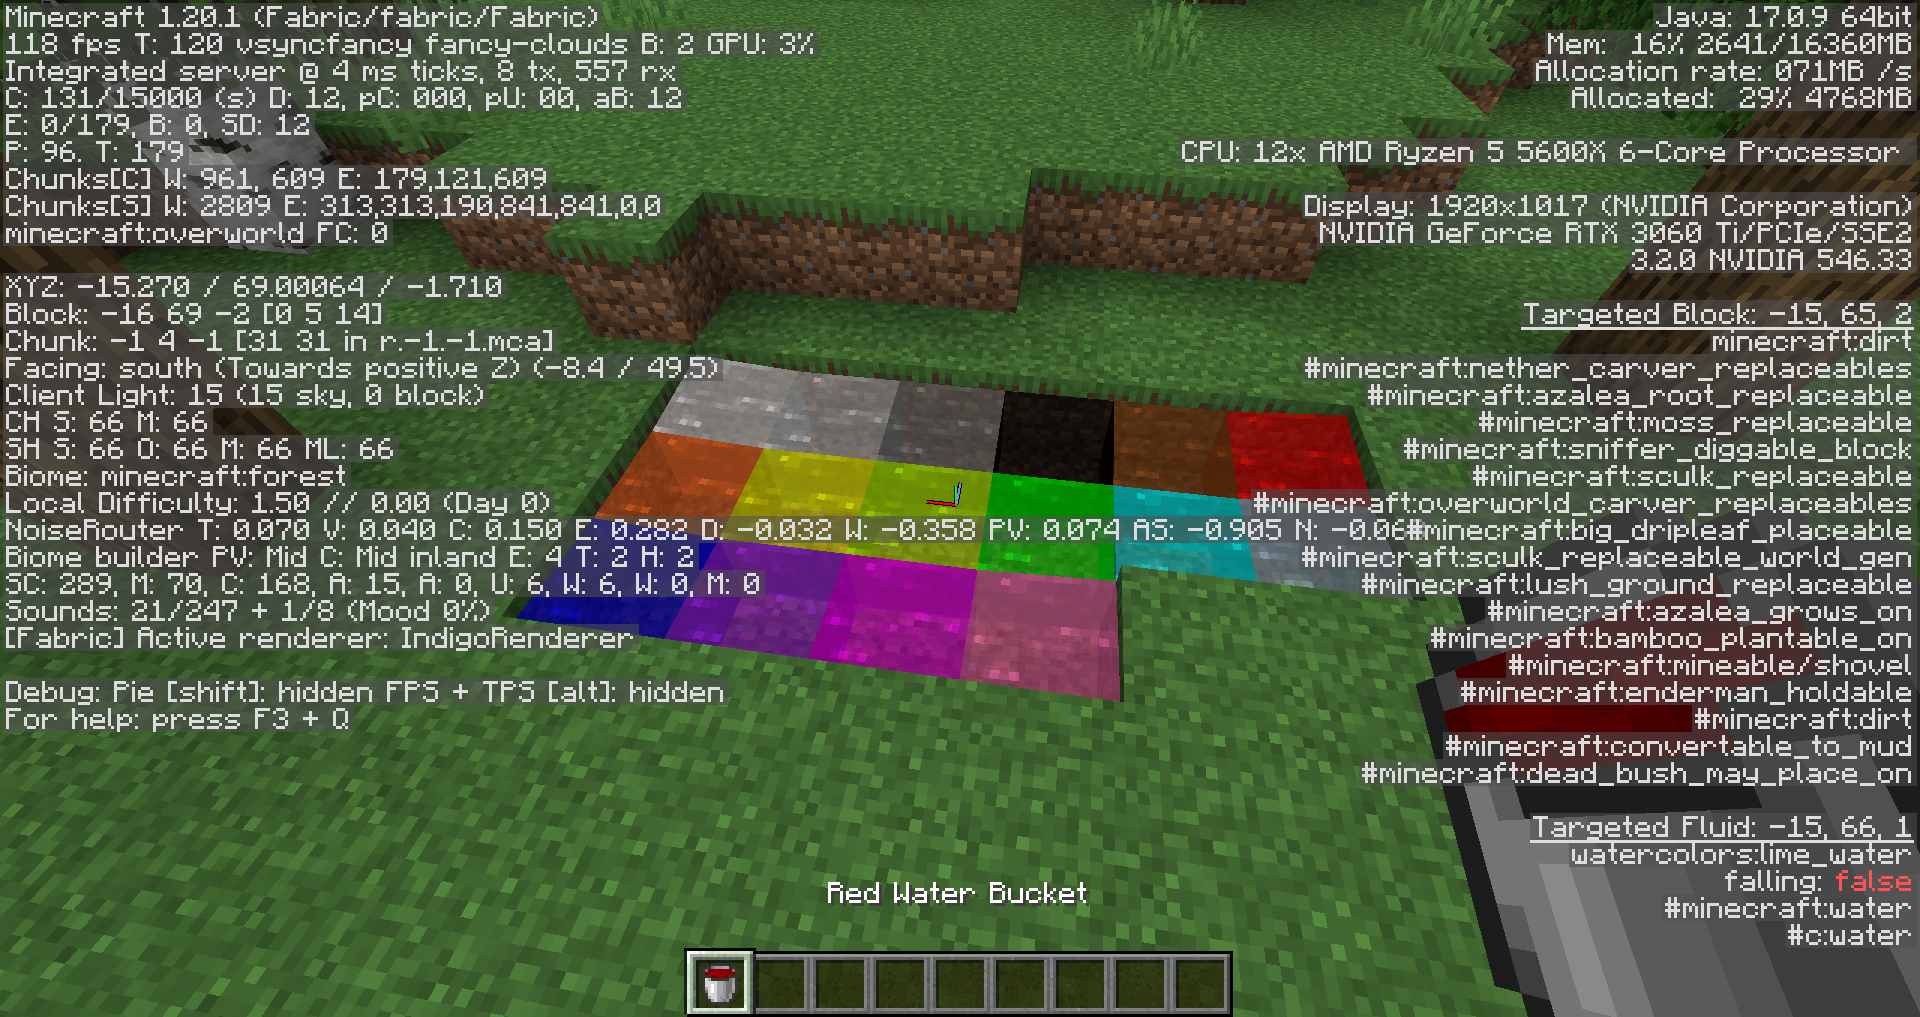 Minecraft 1.20.1 (Fabric/fabric/Fabric)
118 fps T: 120 vsyncfancy fancy-clouds B: 2 GPU: 3%
Integrated server @ 4 ms ticks, 8 tx, 557 rx
C: 131/15000 (s) D: 12, pC: 000, pU: 00, aB: 12
E: 0/179, B: 0, SD: 12
P: 96. T: 179
Chunks[C] W: 961, 609 E: 179,121,609
Chunks[S] W: 2809 E: 313,313,190,841,841,0,0
minecraft:overworld FC: 0
XYZ: -15.270 / 69.00064 / -1.710
Block: -16 69 -2 [0 5 14]
Chunk: -1 4 -1 [31 31 in r.-1.-1.mca]
Facing: south (Towards positive Z) (-8.4 / 49.5)
Client Light: 15 (15 sky, 0 block)
CH S: 66 M: 66
SH S: 66 O: 66 M: 66 ML: 66
Biome: minecraft:forest
Local Difficulty: 1.50 // 0.00 (Day 0)
NoiseRouter T: 0.070 V: 0.040 C: 0.150 E: 0.282 D: -0.032 W: -0.358 PV: 0.074 AS: -0.905 N: -0.06
Biome builder PV: Mid C: Mid inland E: 4 T: 2 H: 2
SC: 289, M: 70, C: 168, A: 15, A: 0, U: 6, W: 6, W: 0, M: 0
Sounds: 21/247 + 1/8 (Mood 0%)
[Fabric] Active renderer: IndigoRenderer
Debug: Pie [shift]: hidden FPS + TPS [alt]: hidden
For help: press F3 + Q
Java: 17.0.9 64bit
Mem: 16% 2641/16360MB
Allocation rate: 071MB /s
Allocated: 29% 4768MB
CPU: 12x AMD Ryzen 5 5600X 6-Core Processor
Display: 1920x1017 (NVIDIA Corporation)
NVIDIA GeForce RTX 3060 Ti/PCIe/SSE2
3.2.0 NVIDIA 546.33
Targeted Block: -15, 65, 2
minecraft:dirt
#minecraft:nether_carver_replaceables
#minecraft:azalea_root_replaceable
#minecraft:moss_replaceable
#minecraft:sniffer_diggable_block
#minecraft:sculk_replaceable
#minecraft:overworld_carver_replaceables
#minecraft:big_dripleaf_placeable
#minecraft:sculk_replaceable_world_gen
#minecraft:lush_ground_replaceable
#minecraft:azalea_grows_on
#minecraft:bamboo_plantable_on
#minecraft:mineable/shovel
#minecraft:enderman_holdable
#minecraft:dirt
#minecraft:convertable_to_mud
#minecraft:dead_bush_may_place_on
Targeted Fluid: -15, 66, 1
watercolors:lime_water
falling: false
#minecraft:water
#c:water
Red Water Bucket